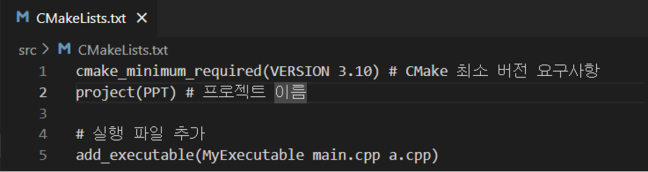 CMakeLists.txt
src > CMakeLists.txt
1 cmake_minimum_required(VERSION 3.10) # CMake 최소 버전 요구사항
2 project(PPT) # 프로젝트 이름
3
4 # 실행 파일 추가
5 add_executable(MyExecutable main.cpp a.cpp)